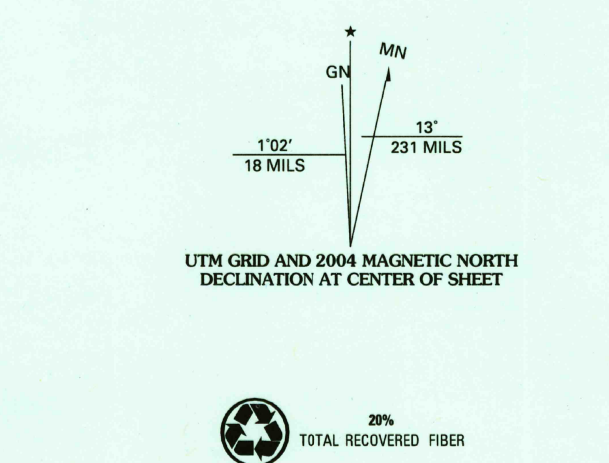 ★
MN
GN
13°
1°02′
231 MILS
18 MILS
UTM GRID AND 2004 MAGNETIC NORTH
DECLINATION AT CENTER OF SHEET
20%
TOTAL RECOVERED FIBER